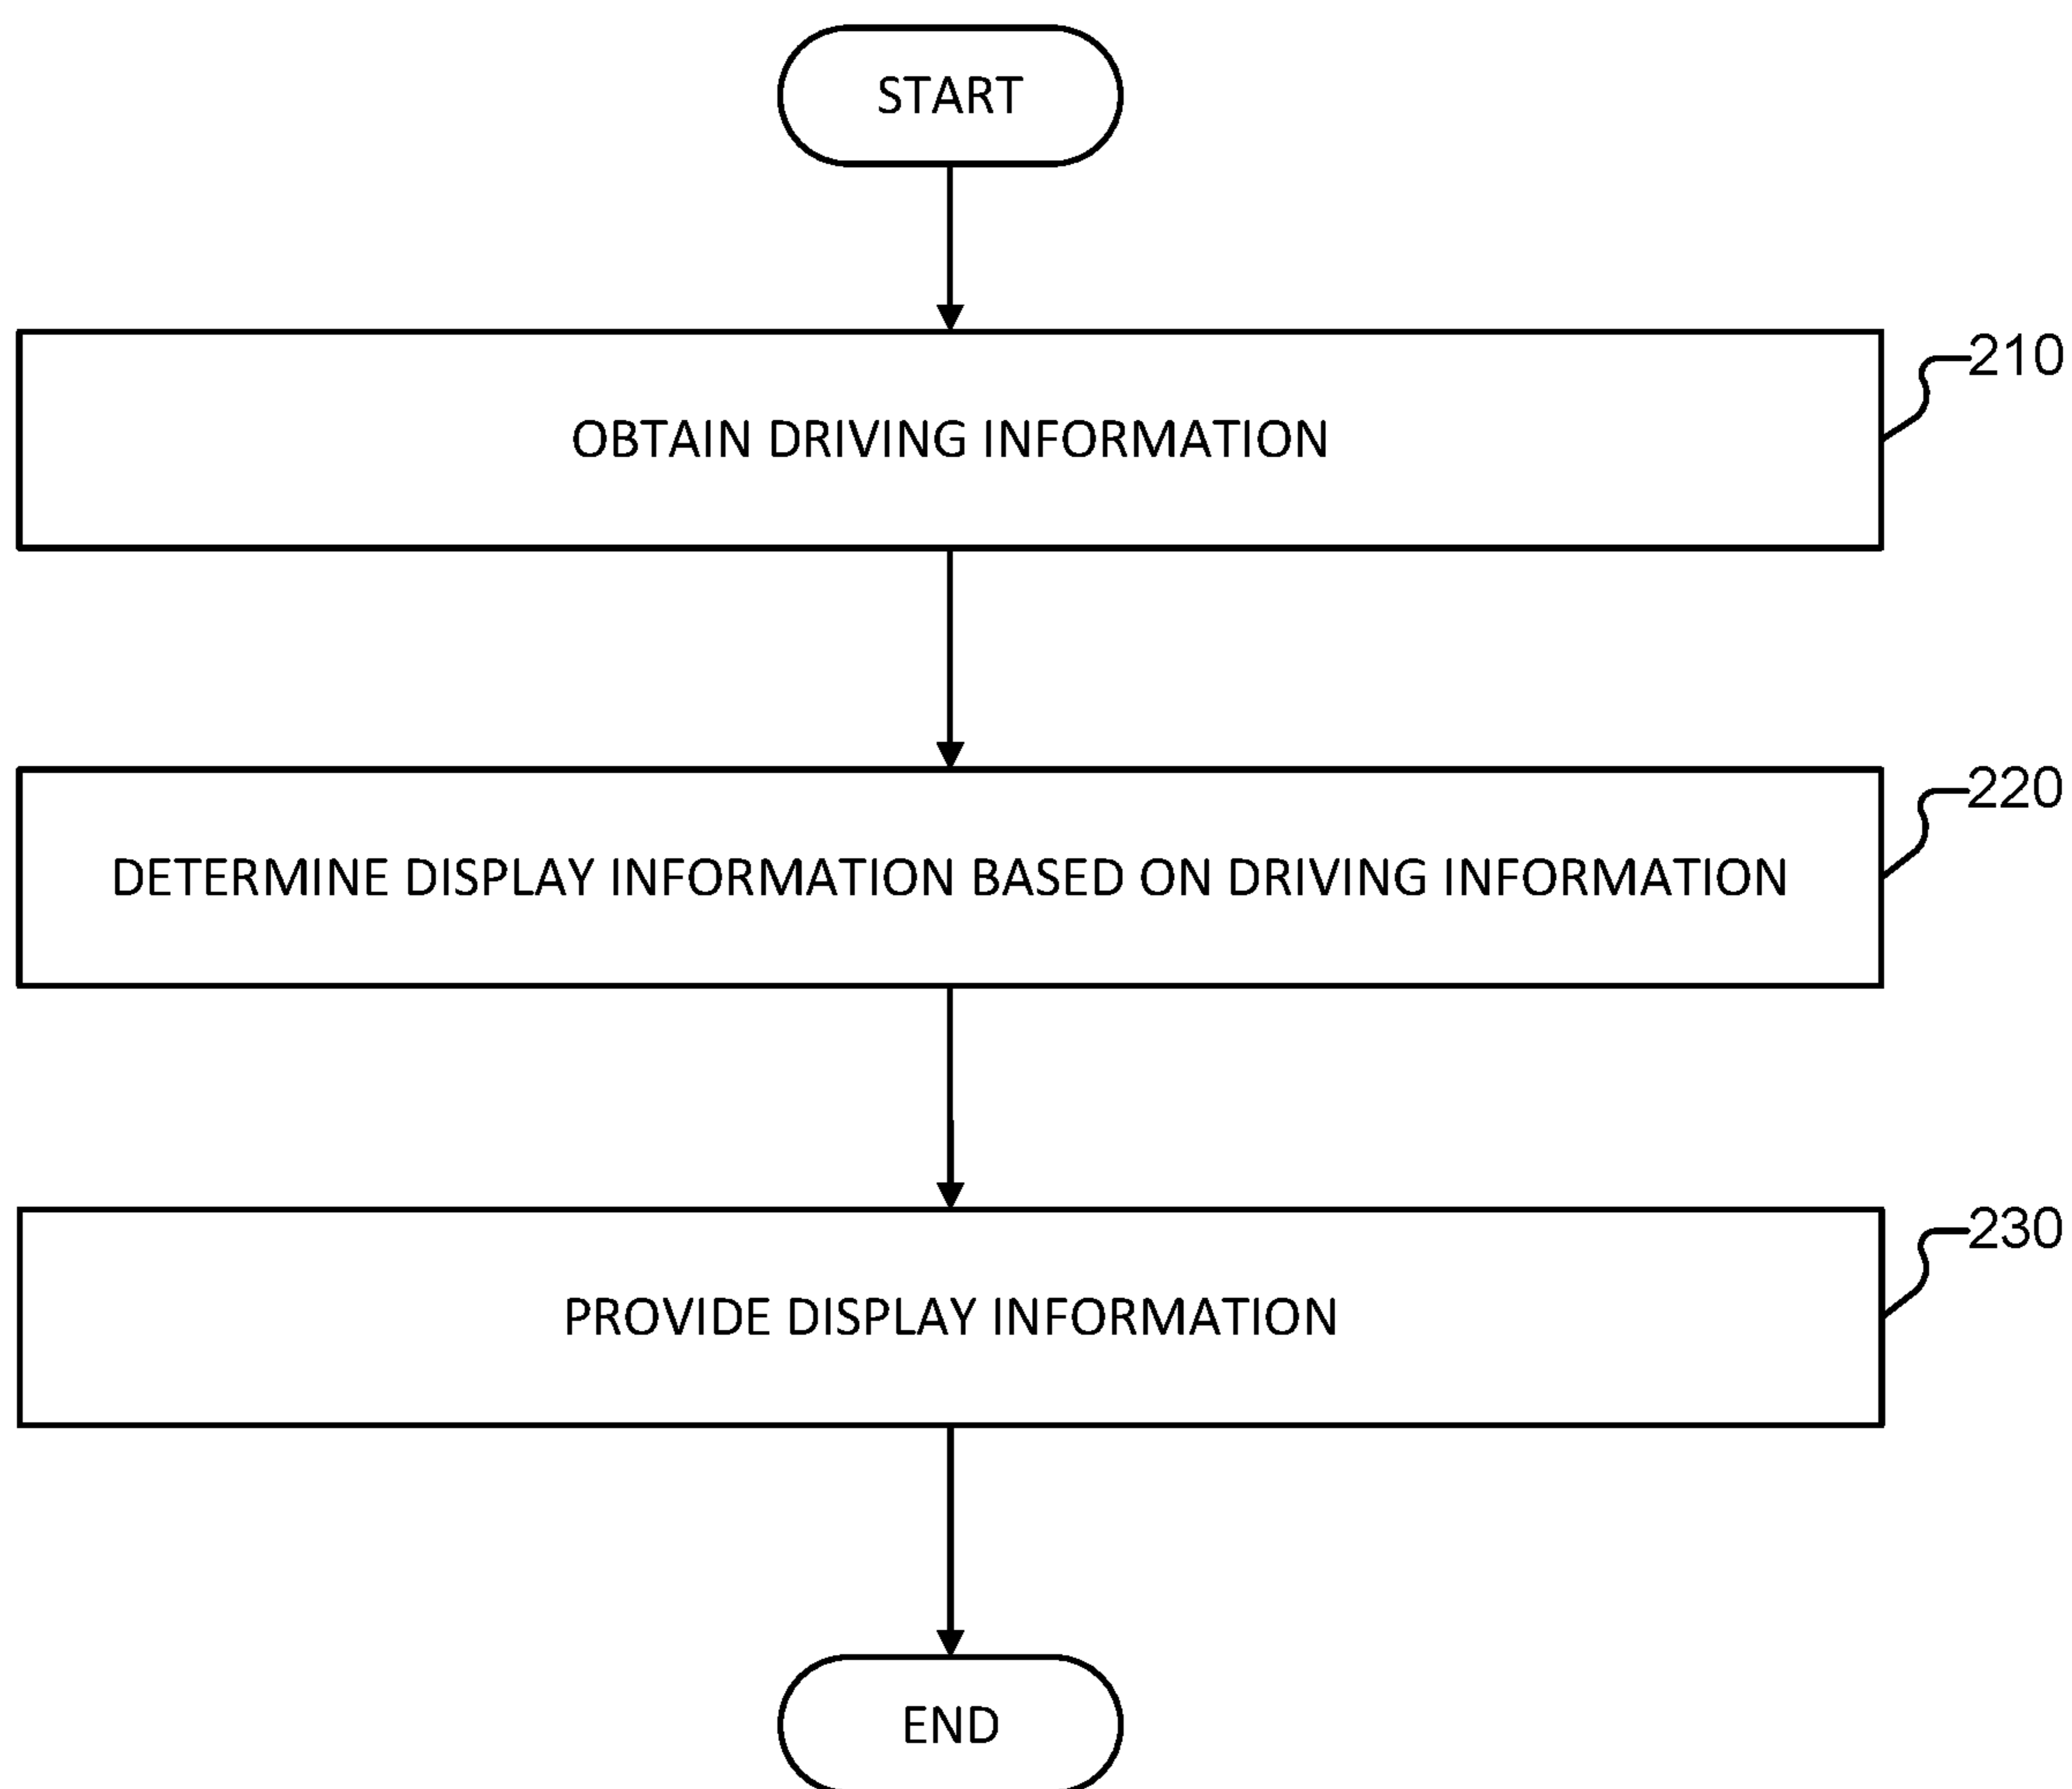 START
OBTAIN DRIVING INFORMATION
210
DETERMINE DISPLAY INFORMATION BASED ON DRIVING INFORMATION
220
PROVIDE DISPLAY INFORMATION
230
END